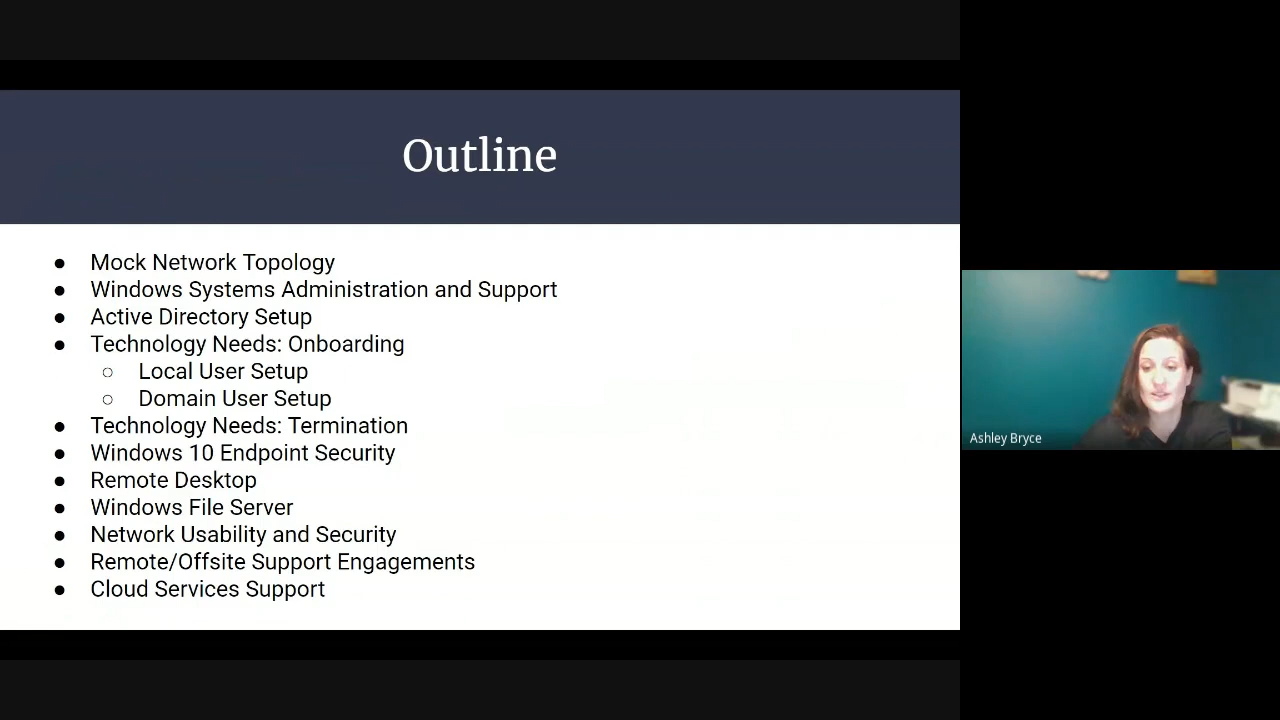 Outline
● Mock Network Topology
● Windows Systems Administration and Support
● Active Directory Setup
● Technology Needs: Onboarding
○ Local User Setup
○ Domain User Setup
● Technology Needs: Termination
● Windows 10 Endpoint Security
● Remote Desktop
● Windows File Server
● Network Usability and Security
● Remote/Offsite Support Engagements
● Cloud Services Support
Ashley Bryce